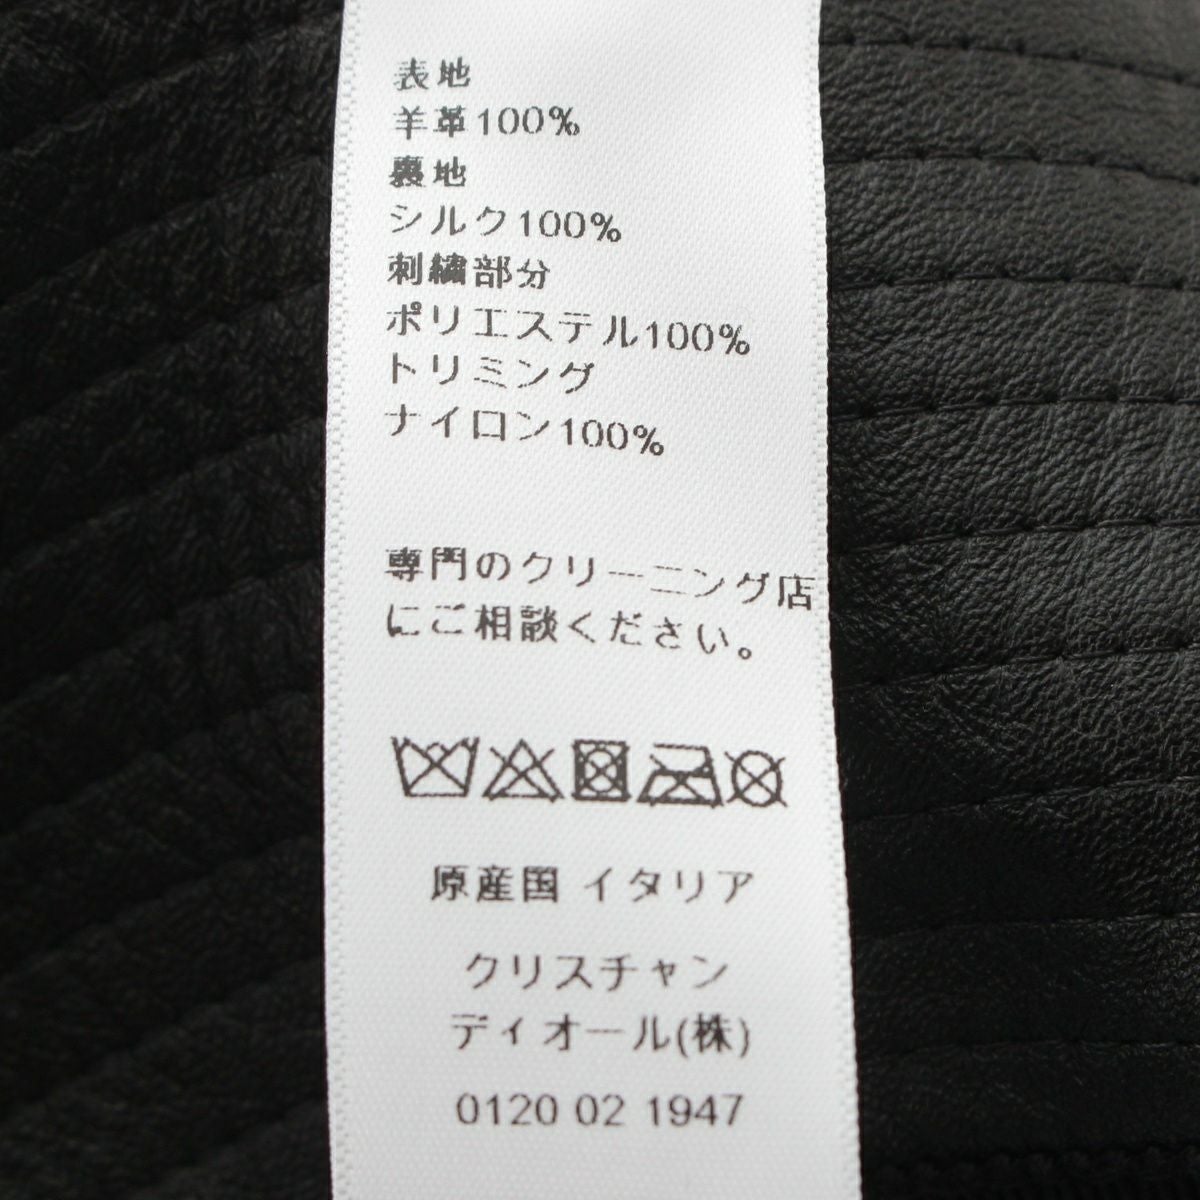 表地
羊革100%
裏地
シルク100%
刺繍部分
ポリエステル100%
トリミング
ナイロン100%
専門のクリーニング店
にご相談ください。
原産国 イタリア
クリスチャン
ディオール(株)
0120 02 1947